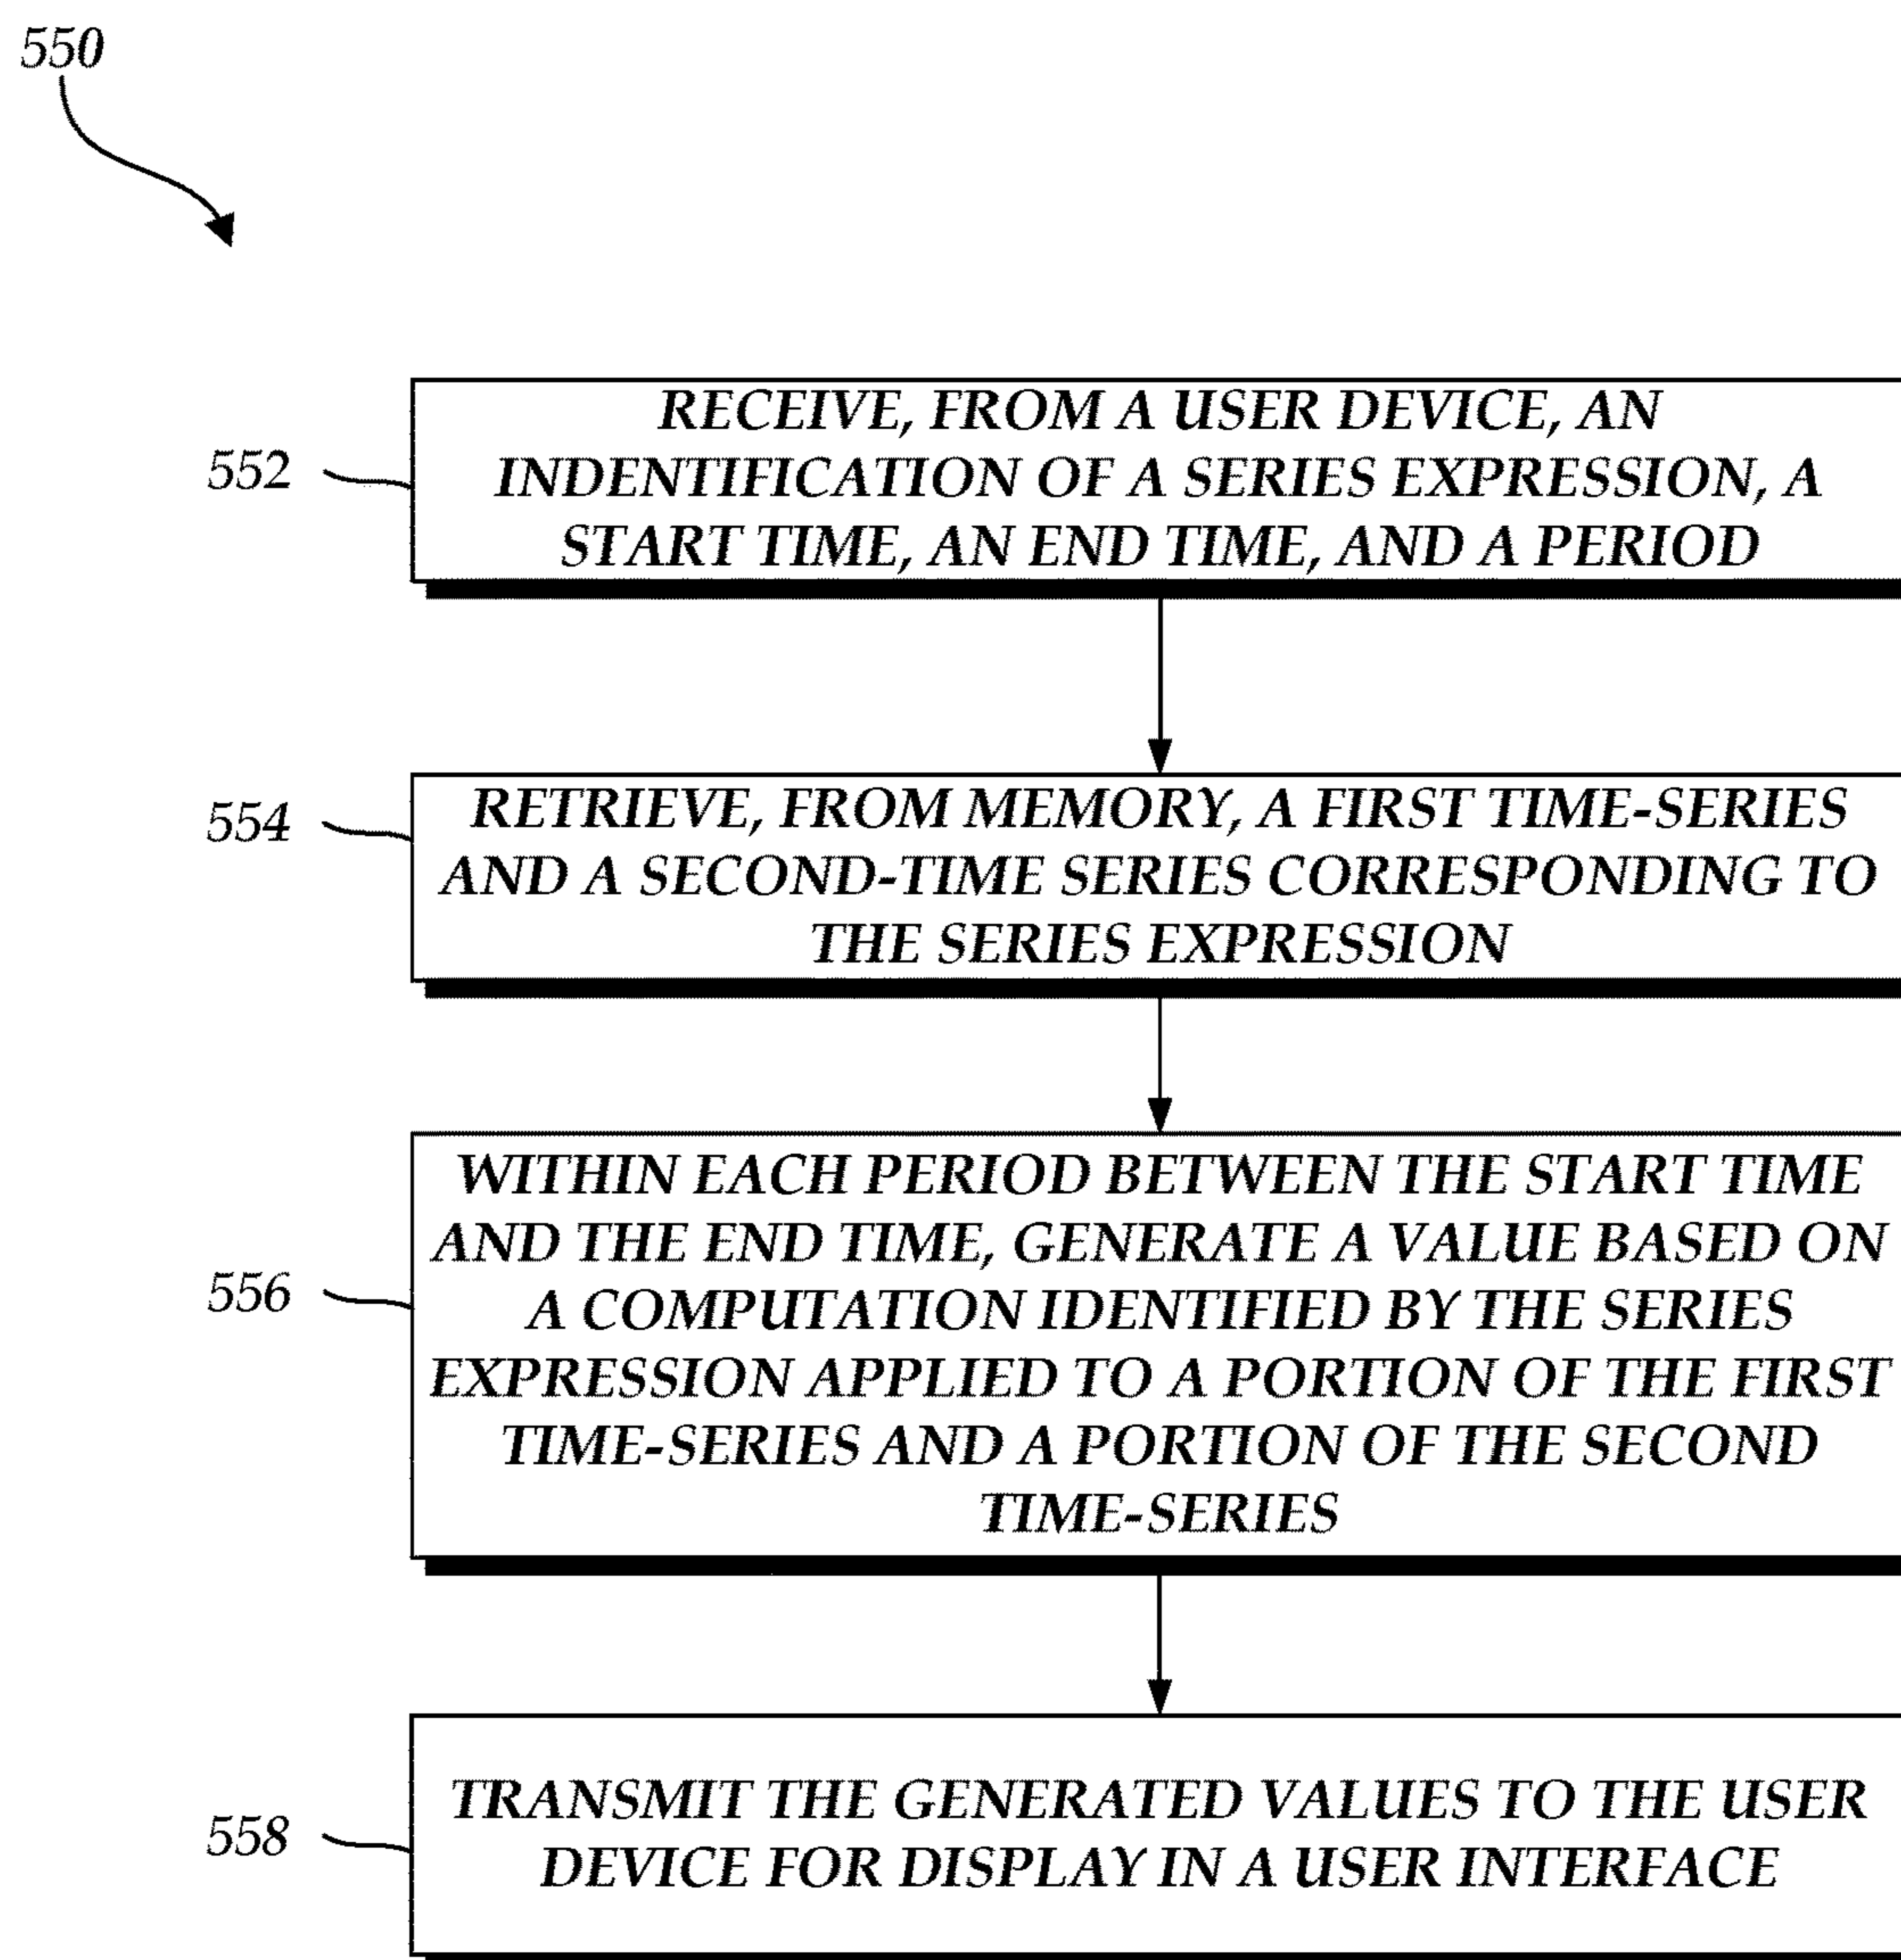 550
552
RECEIVE, FROM A USER DEVICE, AN
INDENTIFICATION OF A SERIES EXPRESSION, A
START TIME, AN END TIME, AND A PERIOD
554
RETRIEVE, FROM MEMORY, A FIRST TIME-SERIES
AND A SECOND-TIME SERIES CORRESPONDING TO
THE SERIES EXPRESSION
556
WITHIN EACH PERIOD BETWEEN THE START TIME
AND THE END TIME, GENERATE A VALUE BASED ON
A COMPUTATION IDENTIFIED BY THE SERIES
EXPRESSION APPLIED TO A PORTION OF THE FIRST
TIME-SERIES AND A PORTION OF THE SECOND
TIME-SERIES
558
TRANSMIT THE GENERATED VALUES TO THE USER
DEVICE FOR DISPLAY IN A USER INTERFACE